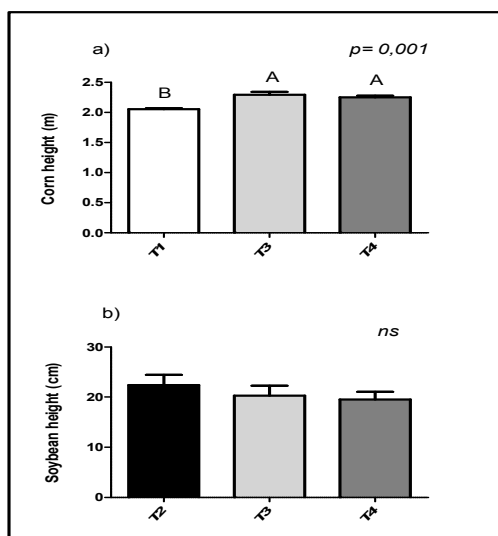 a)
p= 0,001
B
A
A
2.5
2.0
1.5
1.0
0.5
0.0
Corn height (m)
T1
T3
T4
b)
ns
30
20
10
0
Soybean height (cm)
T2
T3
T4